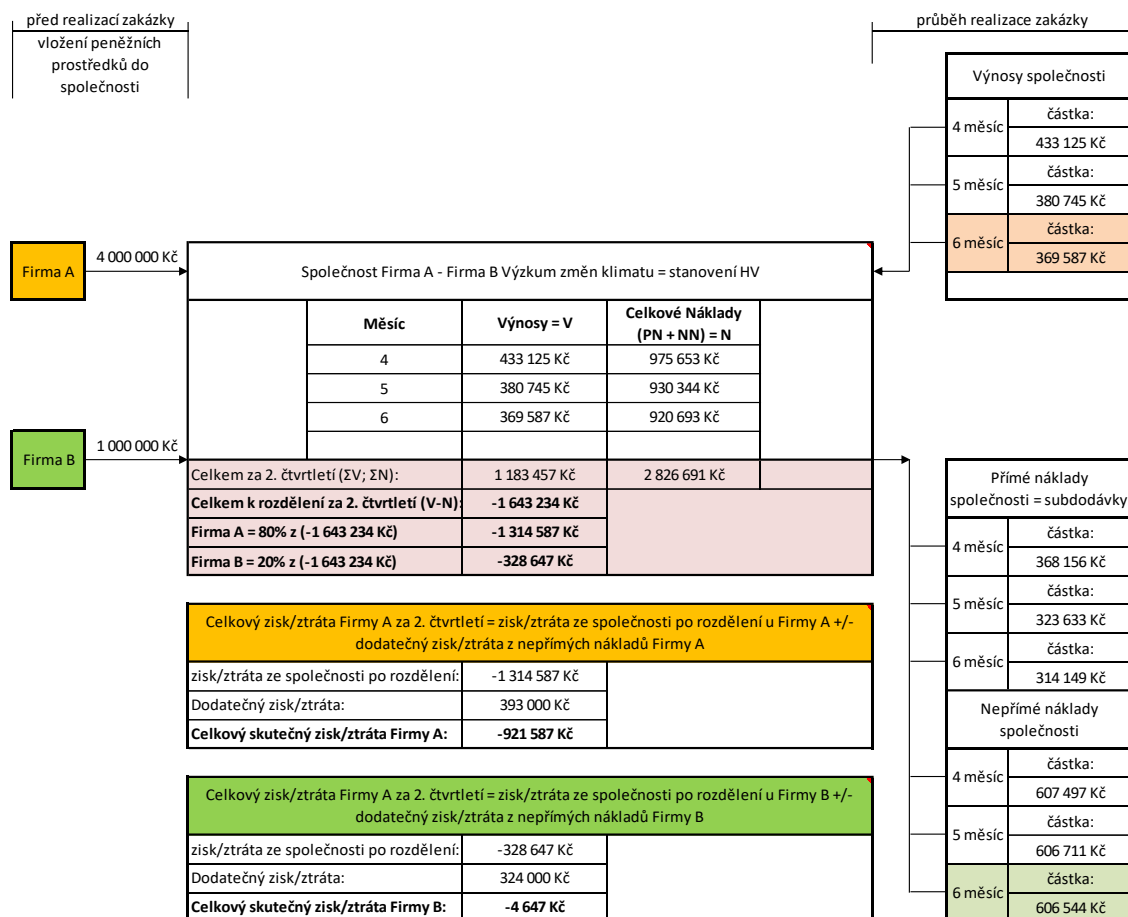 před realizací zakázky
vložení peněžních
prostředků do
společnosti
průběh realizace zakázky
Výnosy společnosti
4 měsíc
částka:
433 125 Kč
5 měsíc
částka:
380 745 Kč
6 měsíc
částka:
369 587 Kč
Firma A
4 000 000 Kč
Společnost Firma A - Firma B Výzkum změn klimatu = stanovení HV
Měsíc
Výnosy = V
Celkové Náklady
(PN + NN) = N
4 433 125 Kč 975 653 Kč
5 380 745 Kč 930 344 Kč
6 369 587 Kč 920 693 Kč
Firma B
1 000 000 Kč
Celkem za 2. čtvrtletí (ΣV; ΣN): 1 183 457 Kč 2 826 691 Kč
Celkem k rozdělení za 2. čtvrtletí (V-N): -1 643 234 Kč
Firma A = 80% z (-1 643 234 Kč) -1 314 587 Kč
Firma B = 20% z (-1 643 234 Kč) -328 647 Kč
Přímé náklady
společnosti = subdodávky
4 měsíc
částka:
368 156 Kč
5 měsíc
částka:
323 633 Kč
6 měsíc
částka:
314 149 Kč
Nepřímé náklady
společnosti
4 měsíc
částka:
607 497 Kč
5 měsíc
částka:
606 711 Kč
6 měsíc
částka:
606 544 Kč
Celkový zisk/ztráta Firmy A za 2. čtvrtletí = zisk/ztráta ze společnosti po rozdělení u Firmy A +/-
dodatečný zisk/ztráta z nepřímých nákladů Firmy A
zisk/ztráta ze společnosti po rozdělení: -1 314 587 Kč
Dodatečný zisk/ztráta: 393 000 Kč
Celkový skutečný zisk/ztráta Firmy A: -921 587 Kč
Celkový zisk/ztráta Firmy A za 2. čtvrtletí = zisk/ztráta ze společnosti po rozdělení u Firmy B +/-
dodatečný zisk/ztráta z nepřímých nákladů Firmy B
zisk/ztráta ze společnosti po rozdělení: -328 647 Kč
Dodatečný zisk/ztráta: 324 000 Kč
Celkový skutečný zisk/ztráta Firmy B: -4 647 Kč